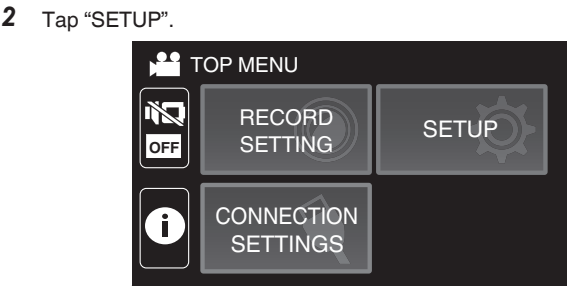 2 Tap “SETUP”.
TOP MENU
RECORD
SETTING
SETUP
OFF
i
CONNECTION
SETTINGS